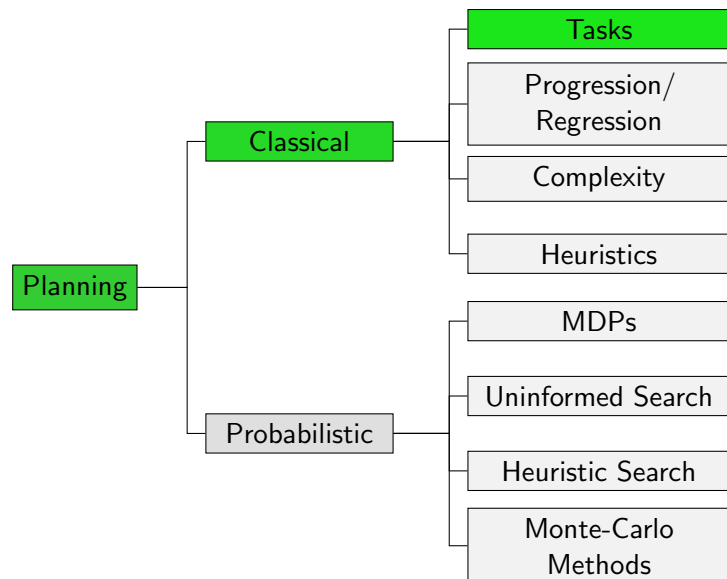 Tasks
Progression/
Regression
Classical
Complexity
Heuristics
Planning
MDPs
Uninformed Search
Probabilistic
Heuristic Search
Monte-Carlo
Methods